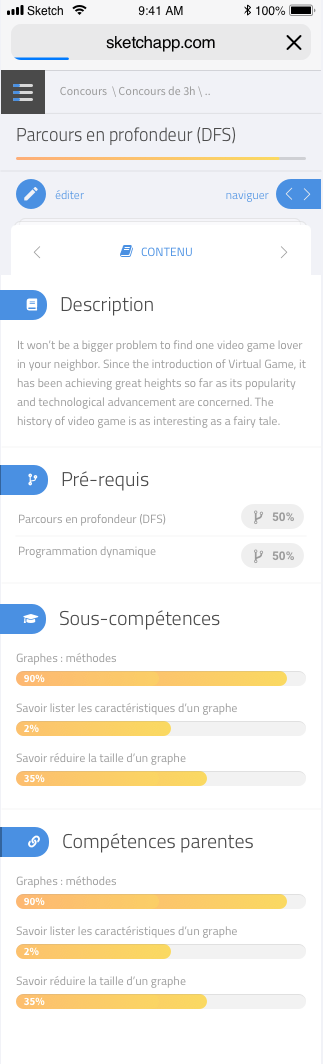 Sketch 9:41 AM 100%
sketchapp.com
Concours \ Concours de 3h \ ..
Parcours en profondeur (DFS)
éditer naviguer
CONTENU
Description
It won't be a bigger problem to find one video game lover
in your neighbor. Since the introduction of Virtual Game, it
has been achieving great heights so far as its popularity
and technological advancement are concerned. The
history of video game is as interesting as a fairy tale.
Pré-requis
Parcours en profondeur (DFS) 50%
Programmation dynamique 50%
Sous-compétences
Graphes : méthodes
90%
Savoir lister les caractéristiques d'un graphe
2%
Savoir réduire la taille d'un graphe
35%
Compétences parentes
Graphes : méthodes
90%
Savoir lister les caractéristiques d'un graphe
2%
Savoir réduire la taille d'un graphe
35%